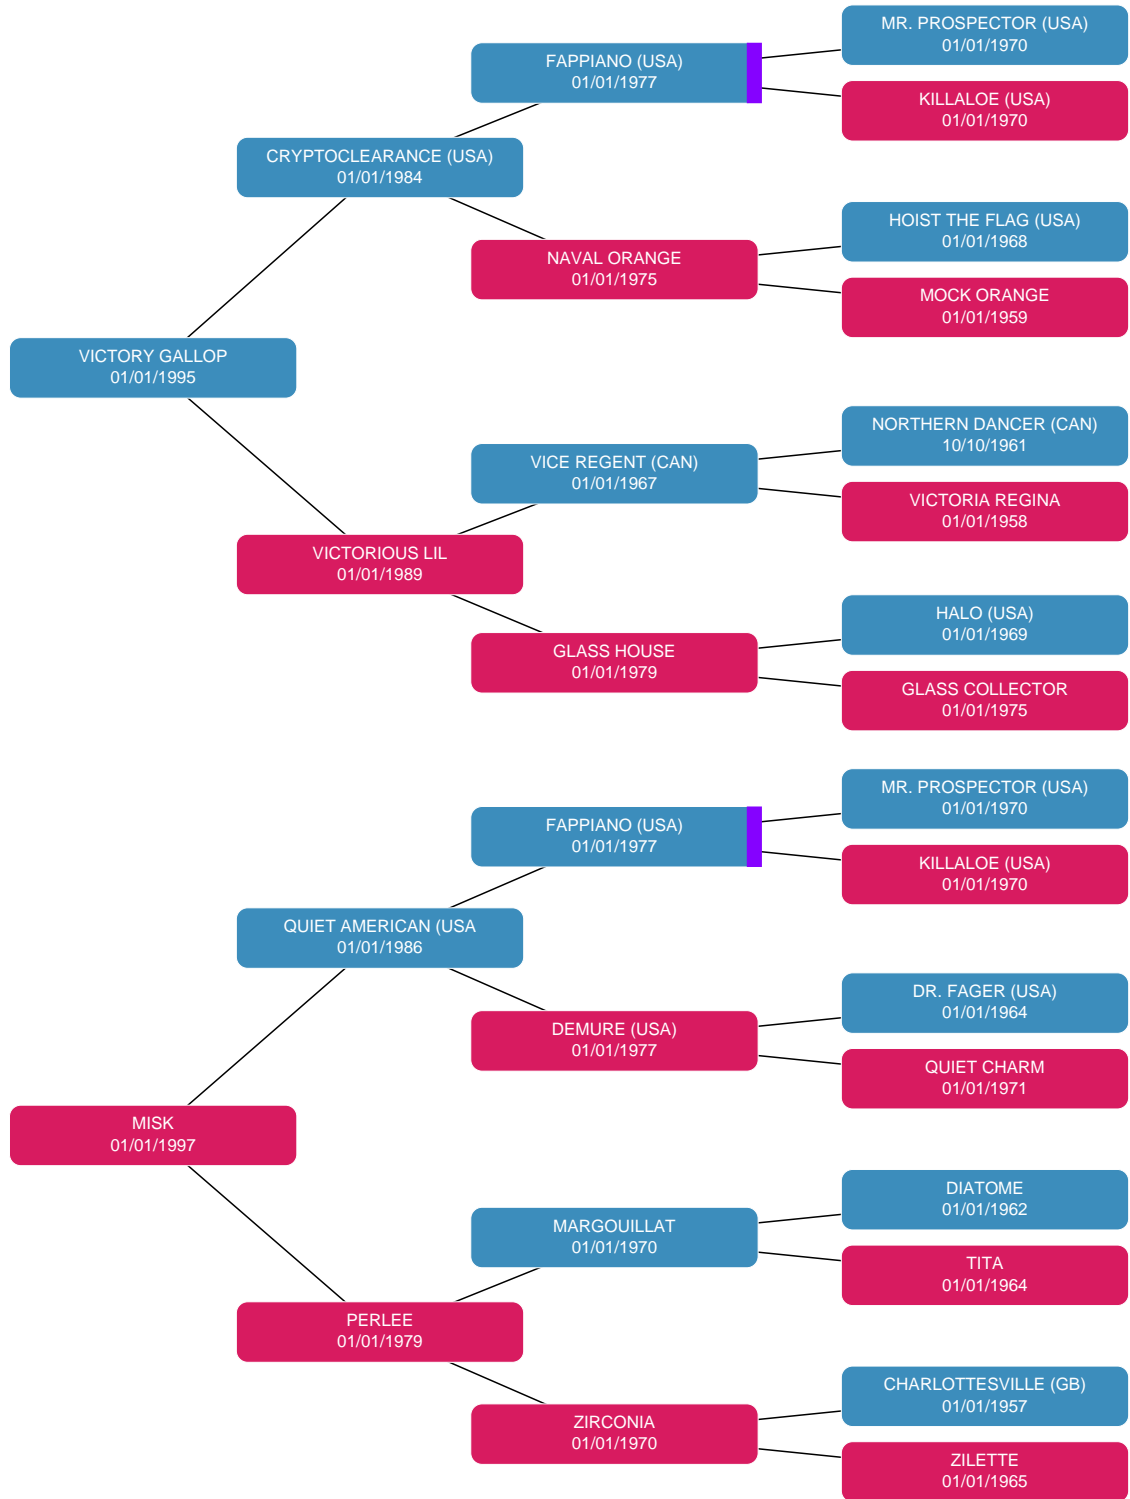 MR. PROSPECTOR (USA)
01/01/1970
FAPPIANO (USA)
01/01/1977
KILLALOE (USA)
01/01/1970
CRYPTOCLEARANCE (USA)
01/01/1984
HOIST THE FLAG (USA)
01/01/1968
NAVAL ORANGE
01/01/1975
MOCK ORANGE
01/01/1959
VICTORY GALLOP
01/01/1995
NORTHERN DANCER (CAN)
10/10/1961
VICE REGENT (CAN)
01/01/1967
VICTORIA REGINA
01/01/1958
VICTORIOUS LIL
01/01/1989
HALO (USA)
01/01/1969
GLASS HOUSE
01/01/1979
GLASS COLLECTOR
01/01/1975
MR. PROSPECTOR (USA)
01/01/1970
FAPPIANO (USA)
01/01/1977
KILLALOE (USA)
01/01/1970
QUIET AMERICAN (USA
01/01/1986
DR. FAGER (USA)
01/01/1964
DEMURE (USA)
01/01/1977
QUIET CHARM
01/01/1971
MISK
01/01/1997
DIATOME
01/01/1962
MARGOUILLAT
01/01/1970
TITA
01/01/1964
PERLEE
01/01/1979
CHARLOTTESVILLE (GB)
01/01/1957
ZIRCONIA
01/01/1970
ZILETTE
01/01/1965